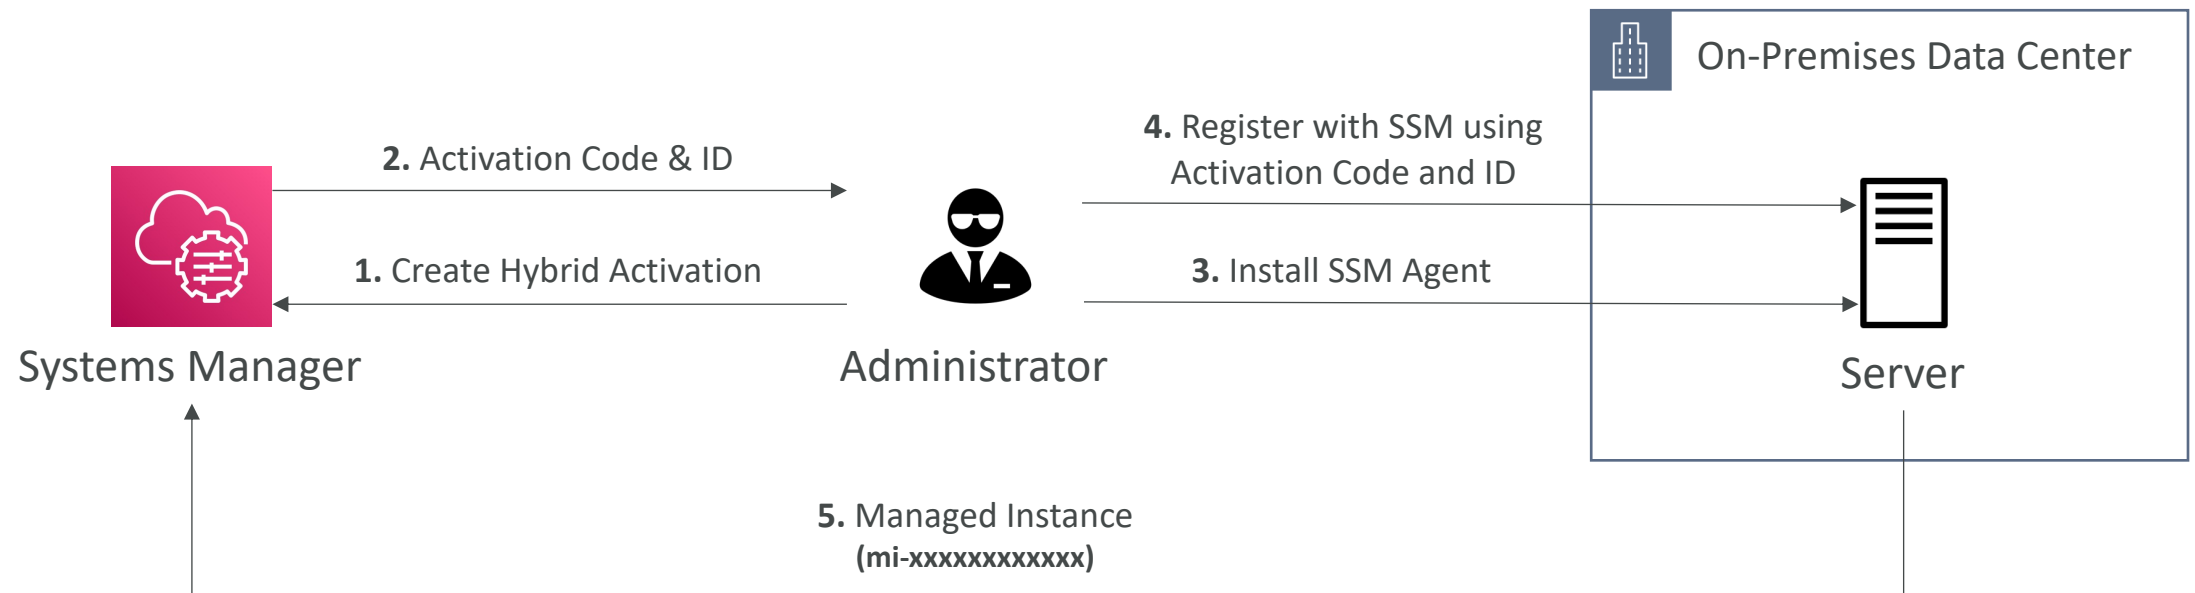 On-Premises Data Center
2. Activation Code & ID
4. Register with SSM using
Activation Code and ID
1. Create Hybrid Activation
3. Install SSM Agent
Systems Manager
Administrator
Server
5. Managed Instance
(mi-xxxxxxxxxxxx)